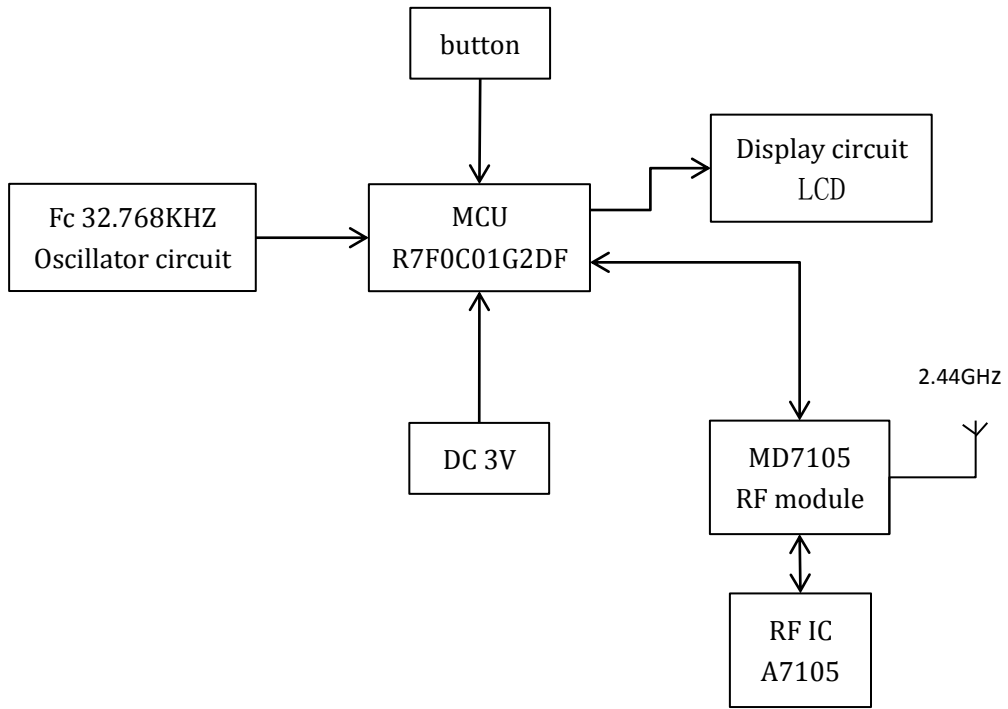 button
Display circuit
LCD
Fc 32.768KHZ
Oscillator circuit
MCU
R7F0C01G2DF
2.44GHz
DC 3V
MD7105
RF module
RF IC
A7105